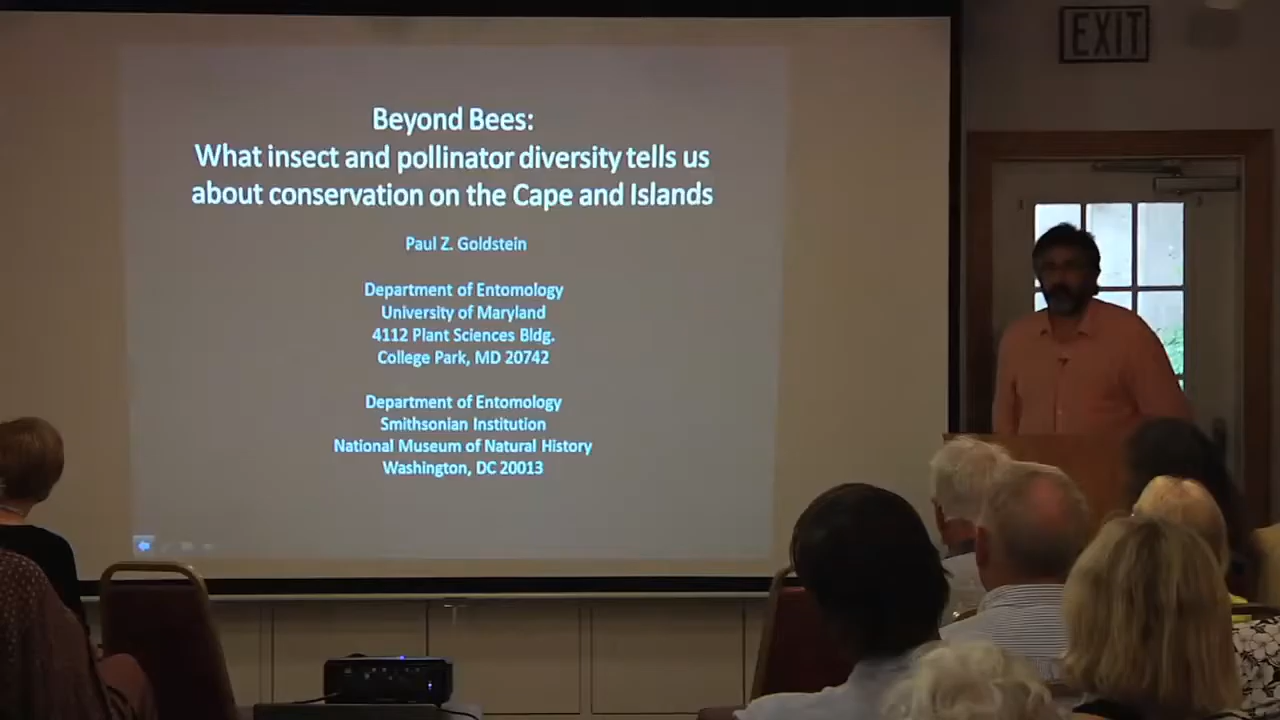 EXIT
Beyond Bees:
What insect and pollinator diversity tells us
about conservation on the Cape and Islands
Paul Z. Goldstein
Department of Entomology
University of Maryland
4112 Plant Sciences Bldg.
College Park, MD 20742
Department of Entomology
Smithsonian Institution
National Museum of Natural History
Washington, DC 20013